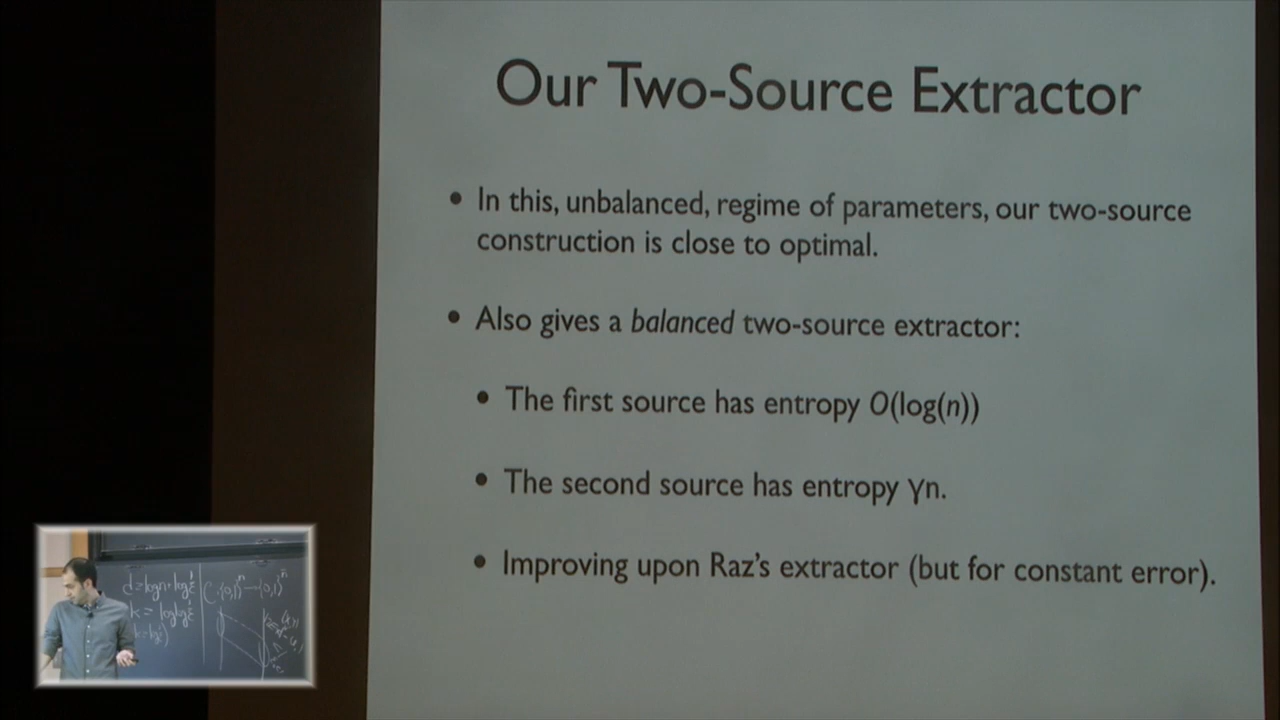 Our Two-Source Extractor
• In this, unbalanced, regime of parameters, our two-source
construction is close to optimal.
• Also gives a balanced two-source extractor:
• The first source has entropy O(log(n))
• The second source has entropy γn.
• Improving upon Raz's extractor (but for constant error).